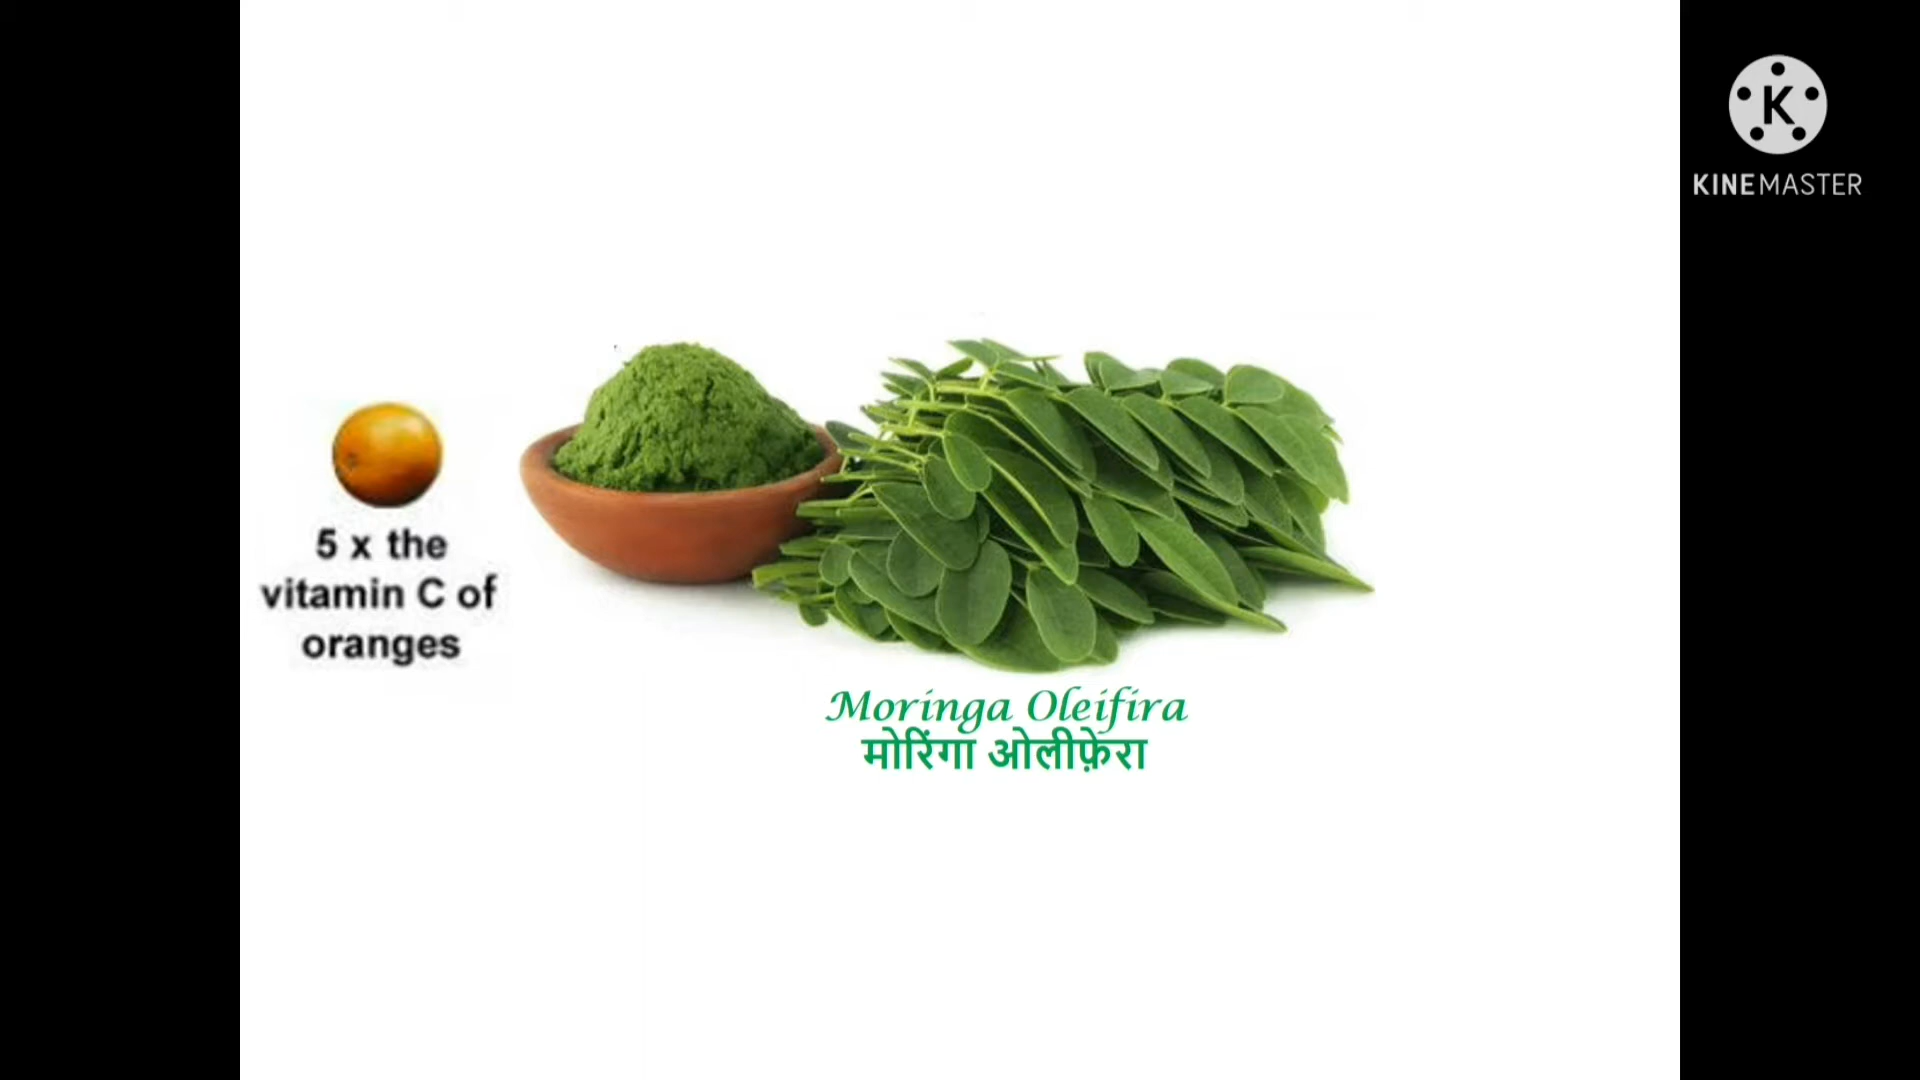 KINEMASTER
5 x the
vitamin C of
oranges
Moringa Oleifira
मोरिंगा ओलीफ़ेरा